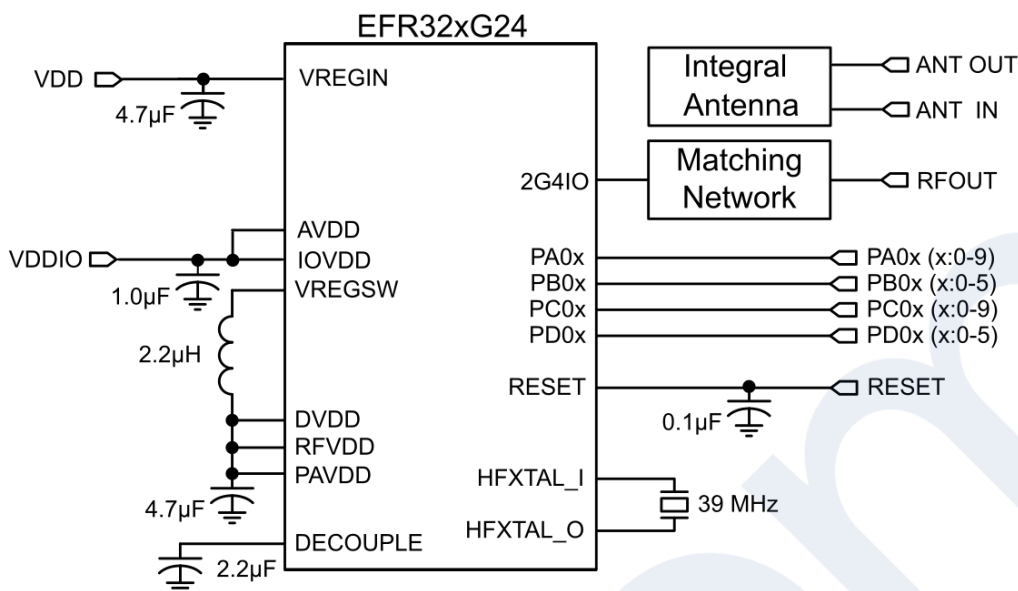 EFR32xG24
VDD
VREGIN
4.7µF
Integral
Antenna
ANT OUT
ANT IN
2G4IO
Matching
Network
RFOUT
AVDD
VDDIO
IOVDD
1.0µF
VREGSW
2.2µH
PA0x
PA0x (x:0-9)
PB0x
PB0x (x:0-5)
PC0x
PC0x (x:0-9)
PD0x
PD0x (x:0-5)
RESET
RESET
0.1µF
DVDD
RFVDD
PAVDD
4.7µF
HFXTAL_I
39 MHz
HFXTAL_O
DECOUPLE
2.2µF